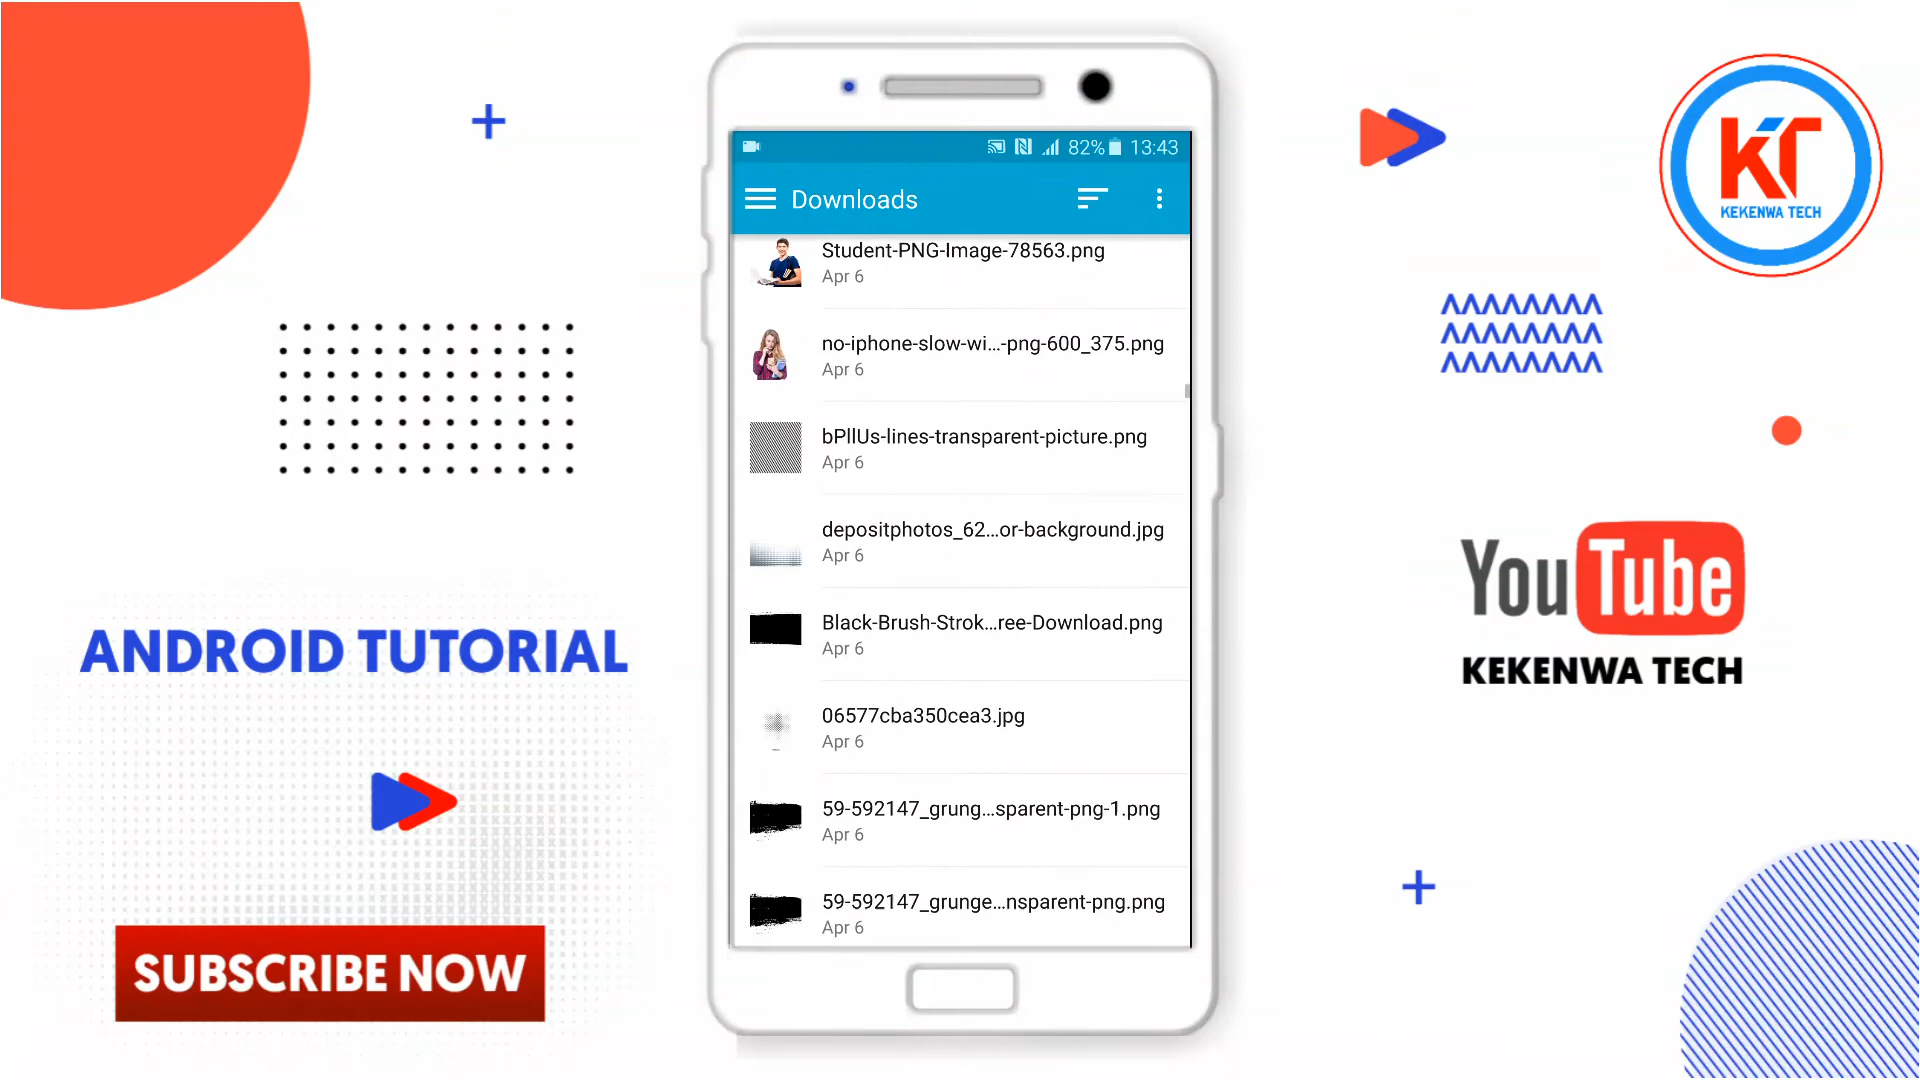 82% 13:43
Downloads
Student-PNG-Image-78563.png
Apr 6
no-iphone-slow-wi...-png-600_375.png
Apr 6
bPllUs-lines-transparent-picture.png
Apr 6
depositphotos_62...or-background.jpg
Apr 6
Black-Brush-Strok...ree-Download.png
Apr 6
06577cba350cea3.jpg
Apr 6
59-592147_grung...sparent-png-1.png
Apr 6
59-592147_grunge...nsparent-png.png
Apr 6
ANDROID TUTORIAL
SUBSCRIBE NOW
KT
KEKENWA TECH
YouTube
KEKENWA TECH